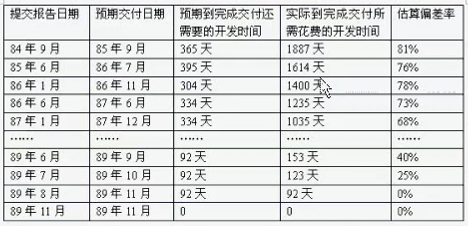 提交报告日期 预期交付日期 预期到完成交付还 实际到完成交付所 估算偏差率
需要的开发时间 需花费的开发时间
84 年 9 月 85 年 9 月 365 天 1887 天 81%
85 年 6 月 86 年 7 月 395 天 1614 天 76%
86 年 1 月 86 年 11 月 304 天 1400 天 78%
86 年 6 月 87 年 6 月 334 天 1235 天 73%
87 年 1 月 87 年 12 月 334 天 1035 天 68%
…… …… …… …… ……
89 年 6 月 89 年 9 月 92 天 153 天 40%
89 年 7 月 89 年 10 月 92 天 123 天 25%
89 年 8 月 89 年 11 月 92 天 92 天 0%
89 年 11 月 89 年 11 月 0 0 0%